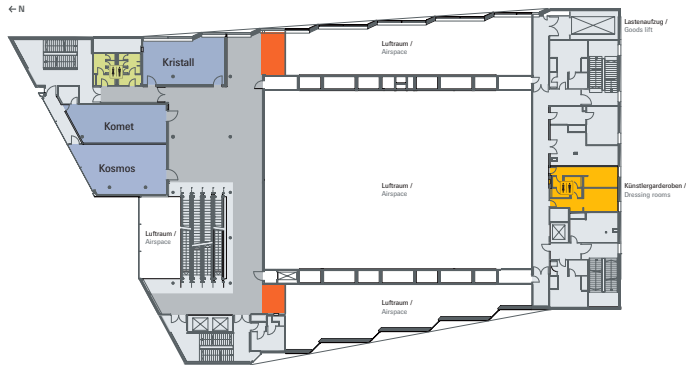 ← N
Luftraum /
Airspace
Lastenaufzug /
Goods lift
Kristall
Komet
Kosmos
Luftraum /
Airspace
Künstlergarderoben /
Dressing rooms
Luftraum /
Airspace
Luftraum /
Airspace